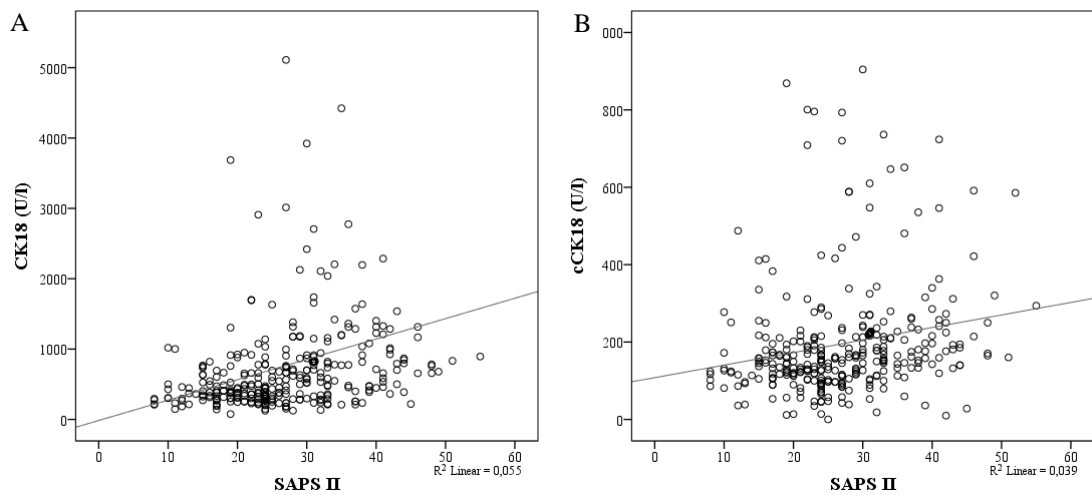 A
CK18 (U/l)
5000
4000
3000
2000
1000
0
0 10 20 30 40 50 60
R² Linear = 0,055
SAPS II
B
cCK18 (U/l)
000
800
600
400
200
0
0 10 20 30 40 50 60
R² Linear = 0,039
SAPS II